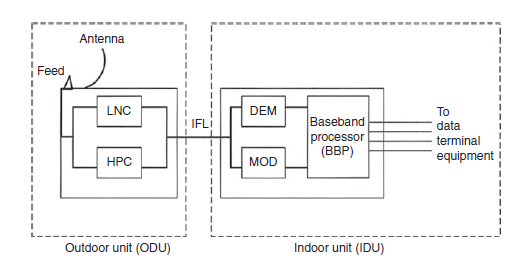 Antenna
Feed
LNC
HPC
IFL
DEM
MOD
Baseband
processor
(BBP)
To
data
terminal
equipment
Outdoor unit (ODU)
Indoor unit (IDU)